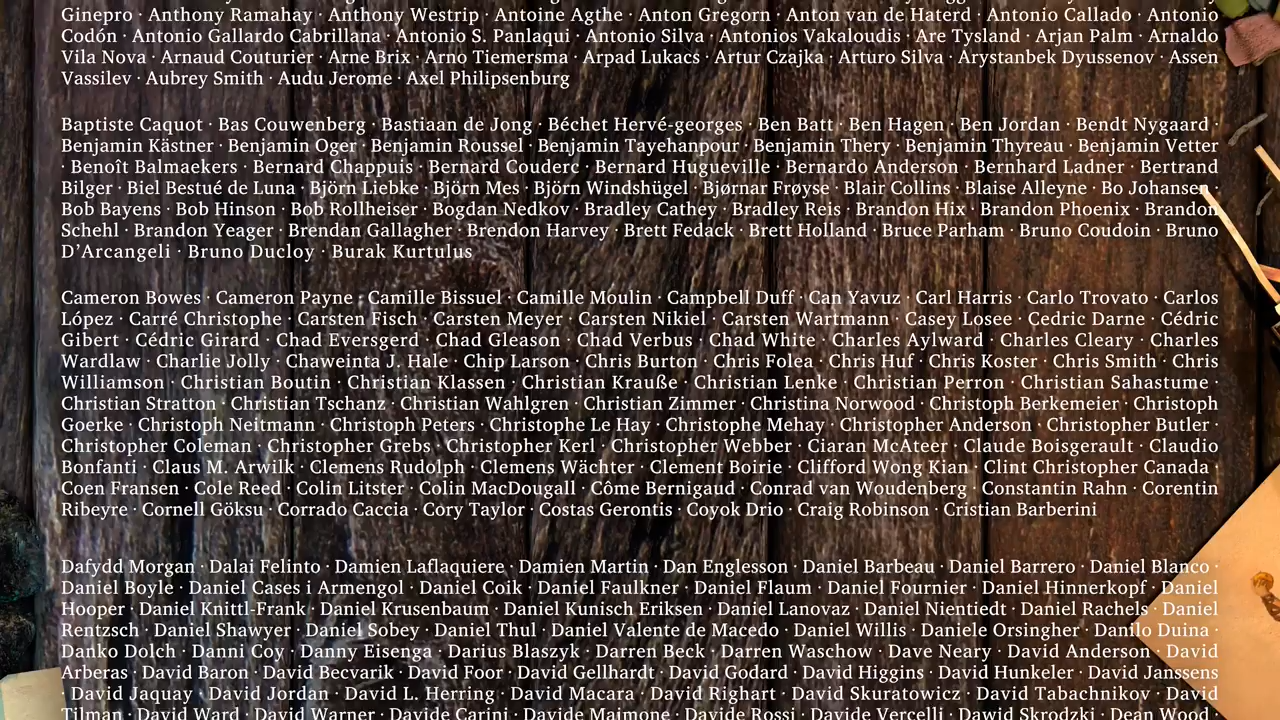 Ginepro · Anthony Ramahay · Anthony Westrip · Antoine Agthe · Anton Gregorn · Anton van de Haterd · Antonio Callado · Antonio
Codón · Antonio Gallardo Cabrillana · Antonio S. Panlaqui · Antonio Silva · Antonios Vakaloudis · Are Tysland · Arjan Palm · Arnaldo
Vila Nova · Arnaud Couturier · Arne Brix · Arno Tiemersma · Arpad Lukacs · Artur Czajka · Arturo Silva · Arystanbek Dyussenov · Assen
Vassilev · Aubrey Smith · Audu Jerome · Axel Philipsenburg
Baptiste Caquot · Bas Couwenberg · Bastiaan de Jong · Béchet Hervé-georges · Ben Batt · Ben Hagen · Ben Jordan · Bendt Nygaard ·
Benjamin Kästner · Benjamin Oger · Benjamin Roussel · Benjamin Tayehanpour · Benjamin Thery · Benjamin Thyreau · Benjamin Vetter
· Benoît Balmaekers · Bernard Chappuis · Bernard Couderc · Bernard Hugueville · Bernardo Anderson · Bernhard Ladner · Bertrand
Bilger · Biel Bestué de Luna · Björn Liebke · Björn Mes · Björn Windshügel · Bjørnar Frøyse · Blair Collins · Blaise Alleyne · Bo Johansen ·
Bob Bayens · Bob Hinson · Bob Rollheiser · Bogdan Nedkov · Bradley Cathey · Bradley Reis · Brandon Hix · Brandon Phoenix · Brandon
Schehl · Brandon Yeager · Brendan Gallagher · Brendon Harvey · Brett Fedack · Brett Holland · Bruce Parham · Bruno Coudoin · Bruno
D'Arcangeli · Bruno Ducloy · Burak Kurtulus
Cameron Bowes · Cameron Payne · Camille Bissuel · Camille Moulin · Campbell Duff · Can Yavuz · Carl Harris · Carlo Trovato · Carlos
López · Carré Christophe · Carsten Fisch · Carsten Meyer · Carsten Nikiel · Carsten Wartmann · Casey Losee · Cedric Darne · Cédric
Gibert · Cédric Girard · Chad Eversgerd · Chad Gleason · Chad Verbus · Chad White · Charles Aylward · Charles Cleary · Charles
Wardlaw · Charlie Jolly · Chaweinta J. Hale · Chip Larson · Chris Burton · Chris Folea · Chris Huf · Chris Koster · Chris Smith · Chris
Williamson · Christian Boutin · Christian Klassen · Christian Krauße · Christian Lenke · Christian Perron · Christian Sahastume ·
Christian Stratton · Christian Tschanz · Christian Wahlgren · Christian Zimmer · Christina Norwood · Christoph Berkemeier · Christoph
Goerke · Christoph Neitmann · Christoph Peters · Christophe Le Hay · Christophe Mehay · Christopher Anderson · Christopher Butler ·
Christopher Coleman · Christopher Grebs · Christopher Kerl · Christopher Webber · Ciaran McAteer · Claude Boisgerault · Claudio
Bonfanti · Claus M. Arwilk · Clemens Rudolph · Clemens Wächter · Clement Boirie · Clifford Wong Kian · Clint Christopher Canada ·
Coen Fransen · Cole Reed · Colin Litster · Colin MacDougall · Côme Bernigaud · Conrad van Woudenberg · Constantin Rahn · Corentin
Ribeyre · Cornell Göksu · Corrado Caccia · Cory Taylor · Costas Gerontis · Coyok Drio · Craig Robinson · Cristian Barberini
Dafydd Morgan · Dalai Felinto · Damien Laflaquiere · Damien Martin · Dan Englesson · Daniel Barbeau · Daniel Barrero · Daniel Blanco ·
Daniel Boyle · Daniel Cases i Armengol · Daniel Coik · Daniel Faulkner · Daniel Flaum · Daniel Fournier · Daniel Hinnerkopf · Daniel
Hooper · Daniel Knittl-Frank · Daniel Krusenbaum · Daniel Kunisch Eriksen · Daniel Lanovaz · Daniel Nientiedt · Daniel Rachels · Daniel
Rentzsch · Daniel Shawyer · Daniel Sobey · Daniel Thul · Daniel Valente de Macedo · Daniel Willis · Daniele Orsingher · Danilo Duina ·
Danko Dolch · Danni Coy · Danny Eisenga · Darius Blaszyk · Darren Beck · Darren Waschow · Dave Neary · David Anderson · David
Arberas · David Baron · David Becvarik · David Foor · David Gellhardt · David Godard · David Higgins · David Hunkeler · David Janssens
· David Jaquay · David Jordan · David L. Herring · David Macara · David Righart · David Skuratowicz · David Tabachnikov · David
Tilman · David Ward · David Warner · Davide Carini · Davide Maimone · Davide Rossi · Davide Vercelli · Dawid Skrodzki · Dean Wood ·